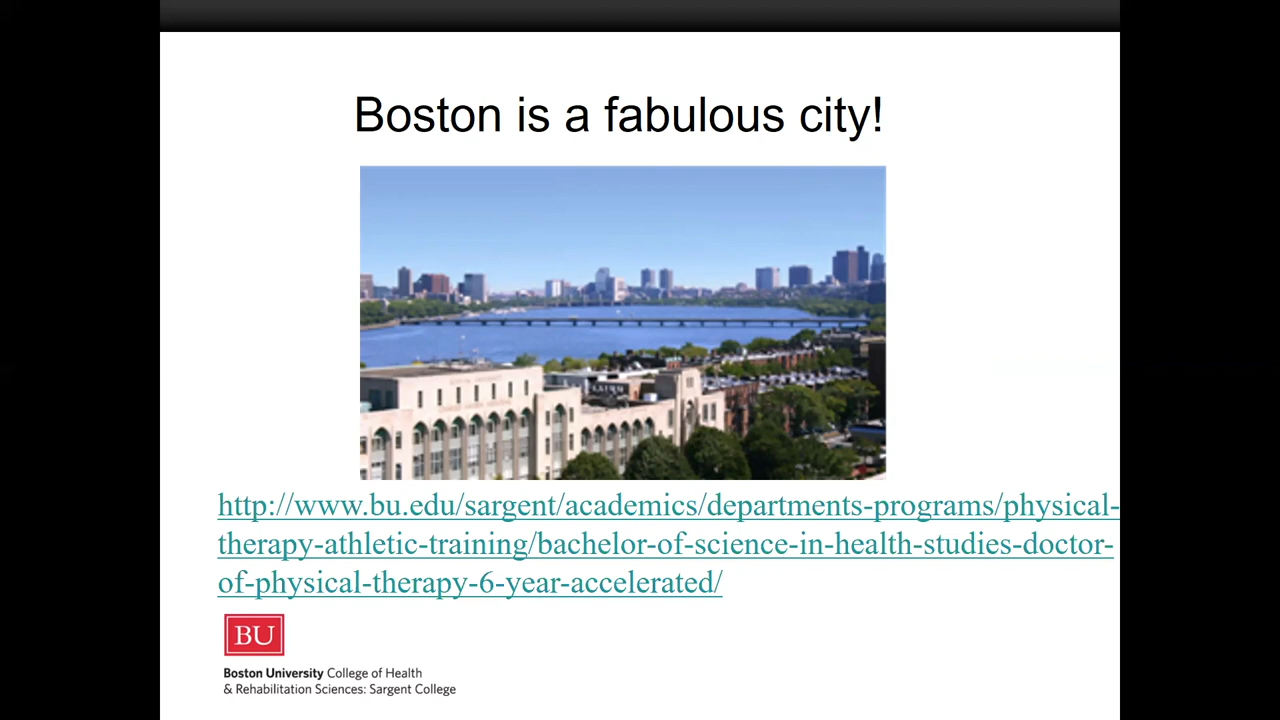 Boston is a fabulous city!
http://www.bu.edu/sargent/academics/departments-programs/physical-
therapy-athletic-training/bachelor-of-science-in-health-studies-doctor-
of-physical-therapy-6-year-accelerated/
BU
Boston University College of Health
& Rehabilitation Sciences: Sargent College